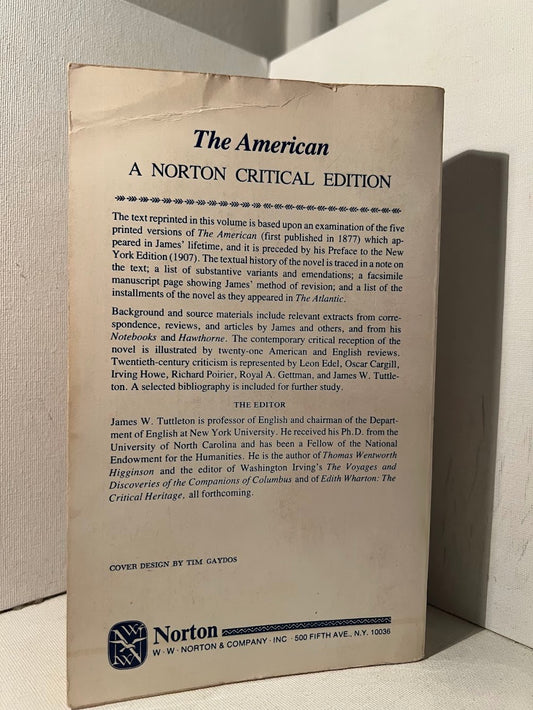 The American
A NORTON CRITICAL EDITION
The text reprinted in this volume is based upon an examination of the five
printed versions of The American (first published in 1877) which ap-
peared in James' lifetime, and it is preceded by his Preface to the New
York Edition (1907). The textual history of the novel is traced in a note on
the text; a list of substantive variants and emendations; a facsimile
manuscript page showing James' method of revision; and a list of the
installments of the novel as they appeared in The Atlantic.
Background and source materials include relevant extracts from corre-
spondence, reviews, and articles by James and others, and from his
Notebooks and Hawthorne. The contemporary critical reception of the
novel is illustrated by twenty-one American and English reviews.
Twentieth-century criticism is represented by Leon Edel, Oscar Cargill,
Irving Howe, Richard Poirier, Royal A. Gettman, and James W. Tuttle-
ton. A selected bibliography is included for further study.
THE EDITOR
James W. Tuttleton is professor of English and chairman of the Depart-
ment of English at New York University. He received his Ph.D. from the
University of North Carolina and has been a Fellow of the National
Endowment for the Humanities. He is the author of Thomas Wentworth
Higginson and the editor of Washington Irving's The Voyages and
Discoveries of the Companions of Columbus and of Edith Wharton: The
Critical Heritage, all forthcoming.
COVER DESIGN BY TIM GAYDOS
Norton
W·W·NORTON & COMPANY·INC·500 FIFTH AVE., N.Y. 10036